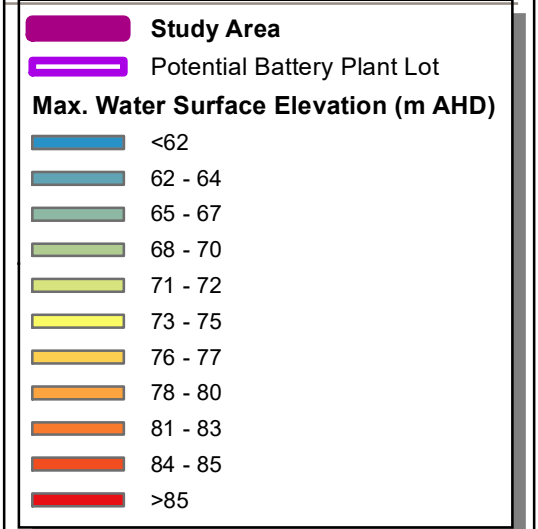 Study Area
Potential Battery Plant Lot
Max. Water Surface Elevation (m AHD)
<62
62 - 64
65 - 67
68 - 70
71 - 72
73 - 75
76 - 77
78 - 80
81 - 83
84 - 85
>85